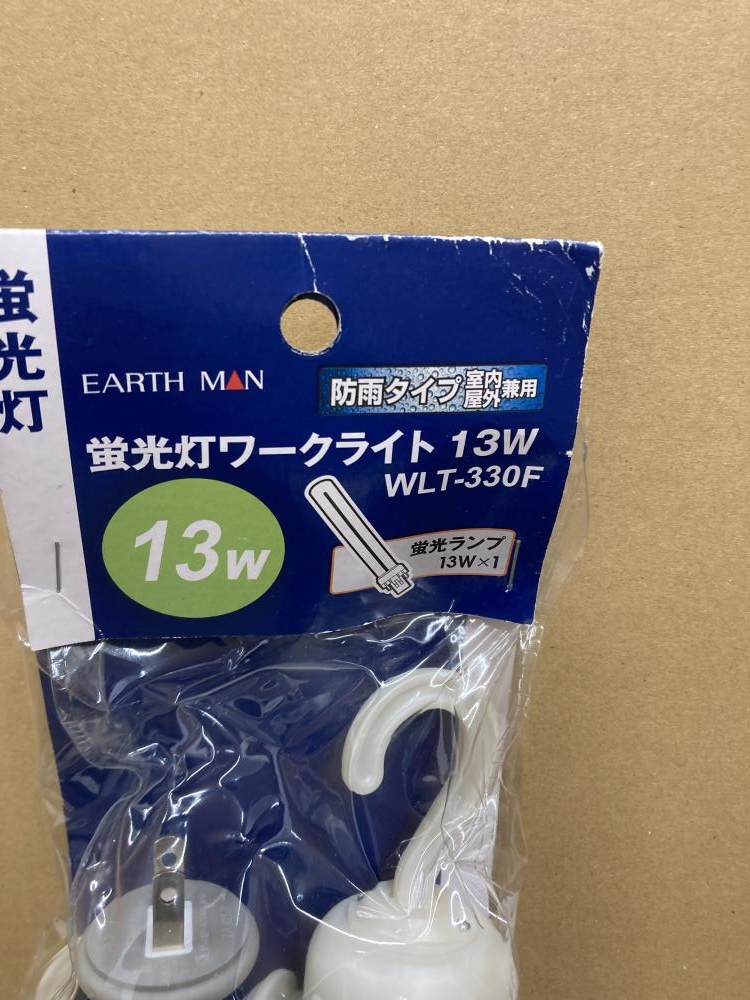 蛍光灯
EARTH MAN
防雨タイプ 室内屋外 兼用
蛍光灯ワークライト 13W
WLT-330F
13W
蛍光ランプ
13W×1